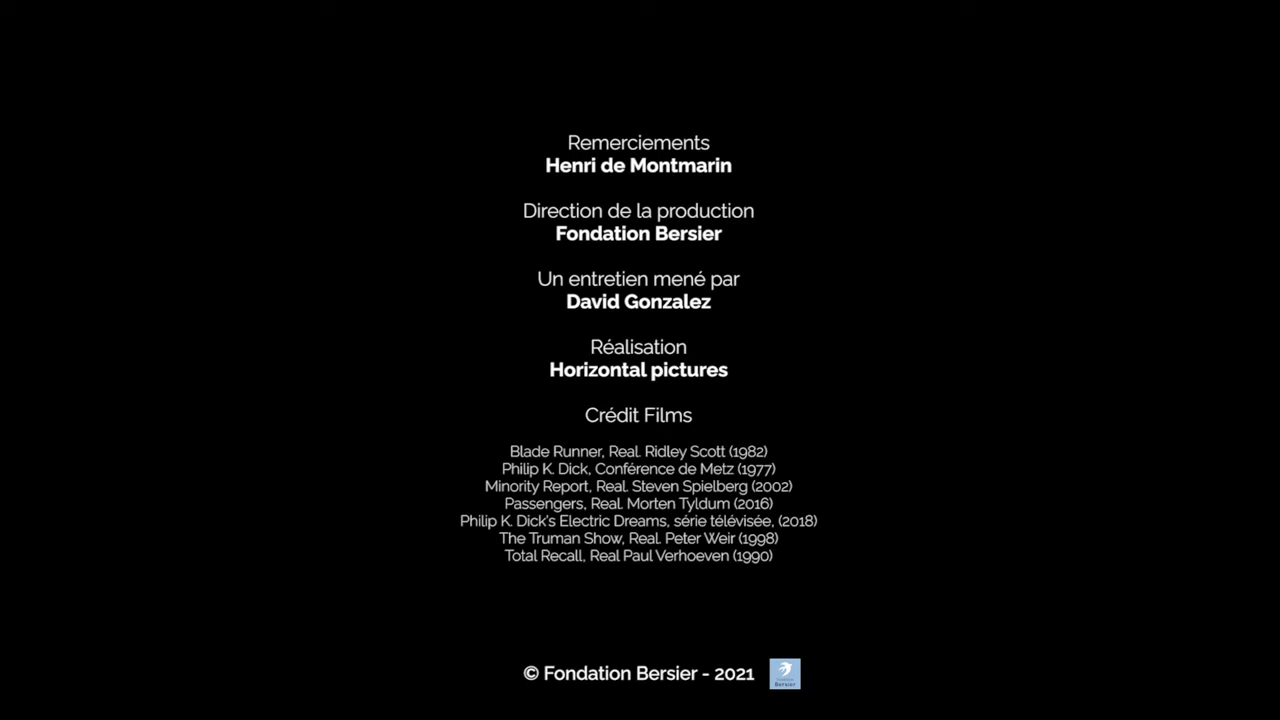 Remerciements
Henri de Montmarin
Direction de la production
Fondation Bersier
Un entretien mené par
David Gonzalez
Réalisation
Horizontal pictures
Crédit Films
Blade Runner, Real. Ridley Scott (1982)
Philip K. Dick, Conférence de Metz (1977)
Minority Report, Real. Steven Spielberg (2002)
Passengers, Real. Morten Tyldum (2016)
Philip K. Dick's Electric Dreams, série télévisée, (2018)
The Truman Show, Real. Peter Weir (1998)
Total Recall, Real Paul Verhoeven (1990)
© Fondation Bersier - 2021
Fondation
Bersier